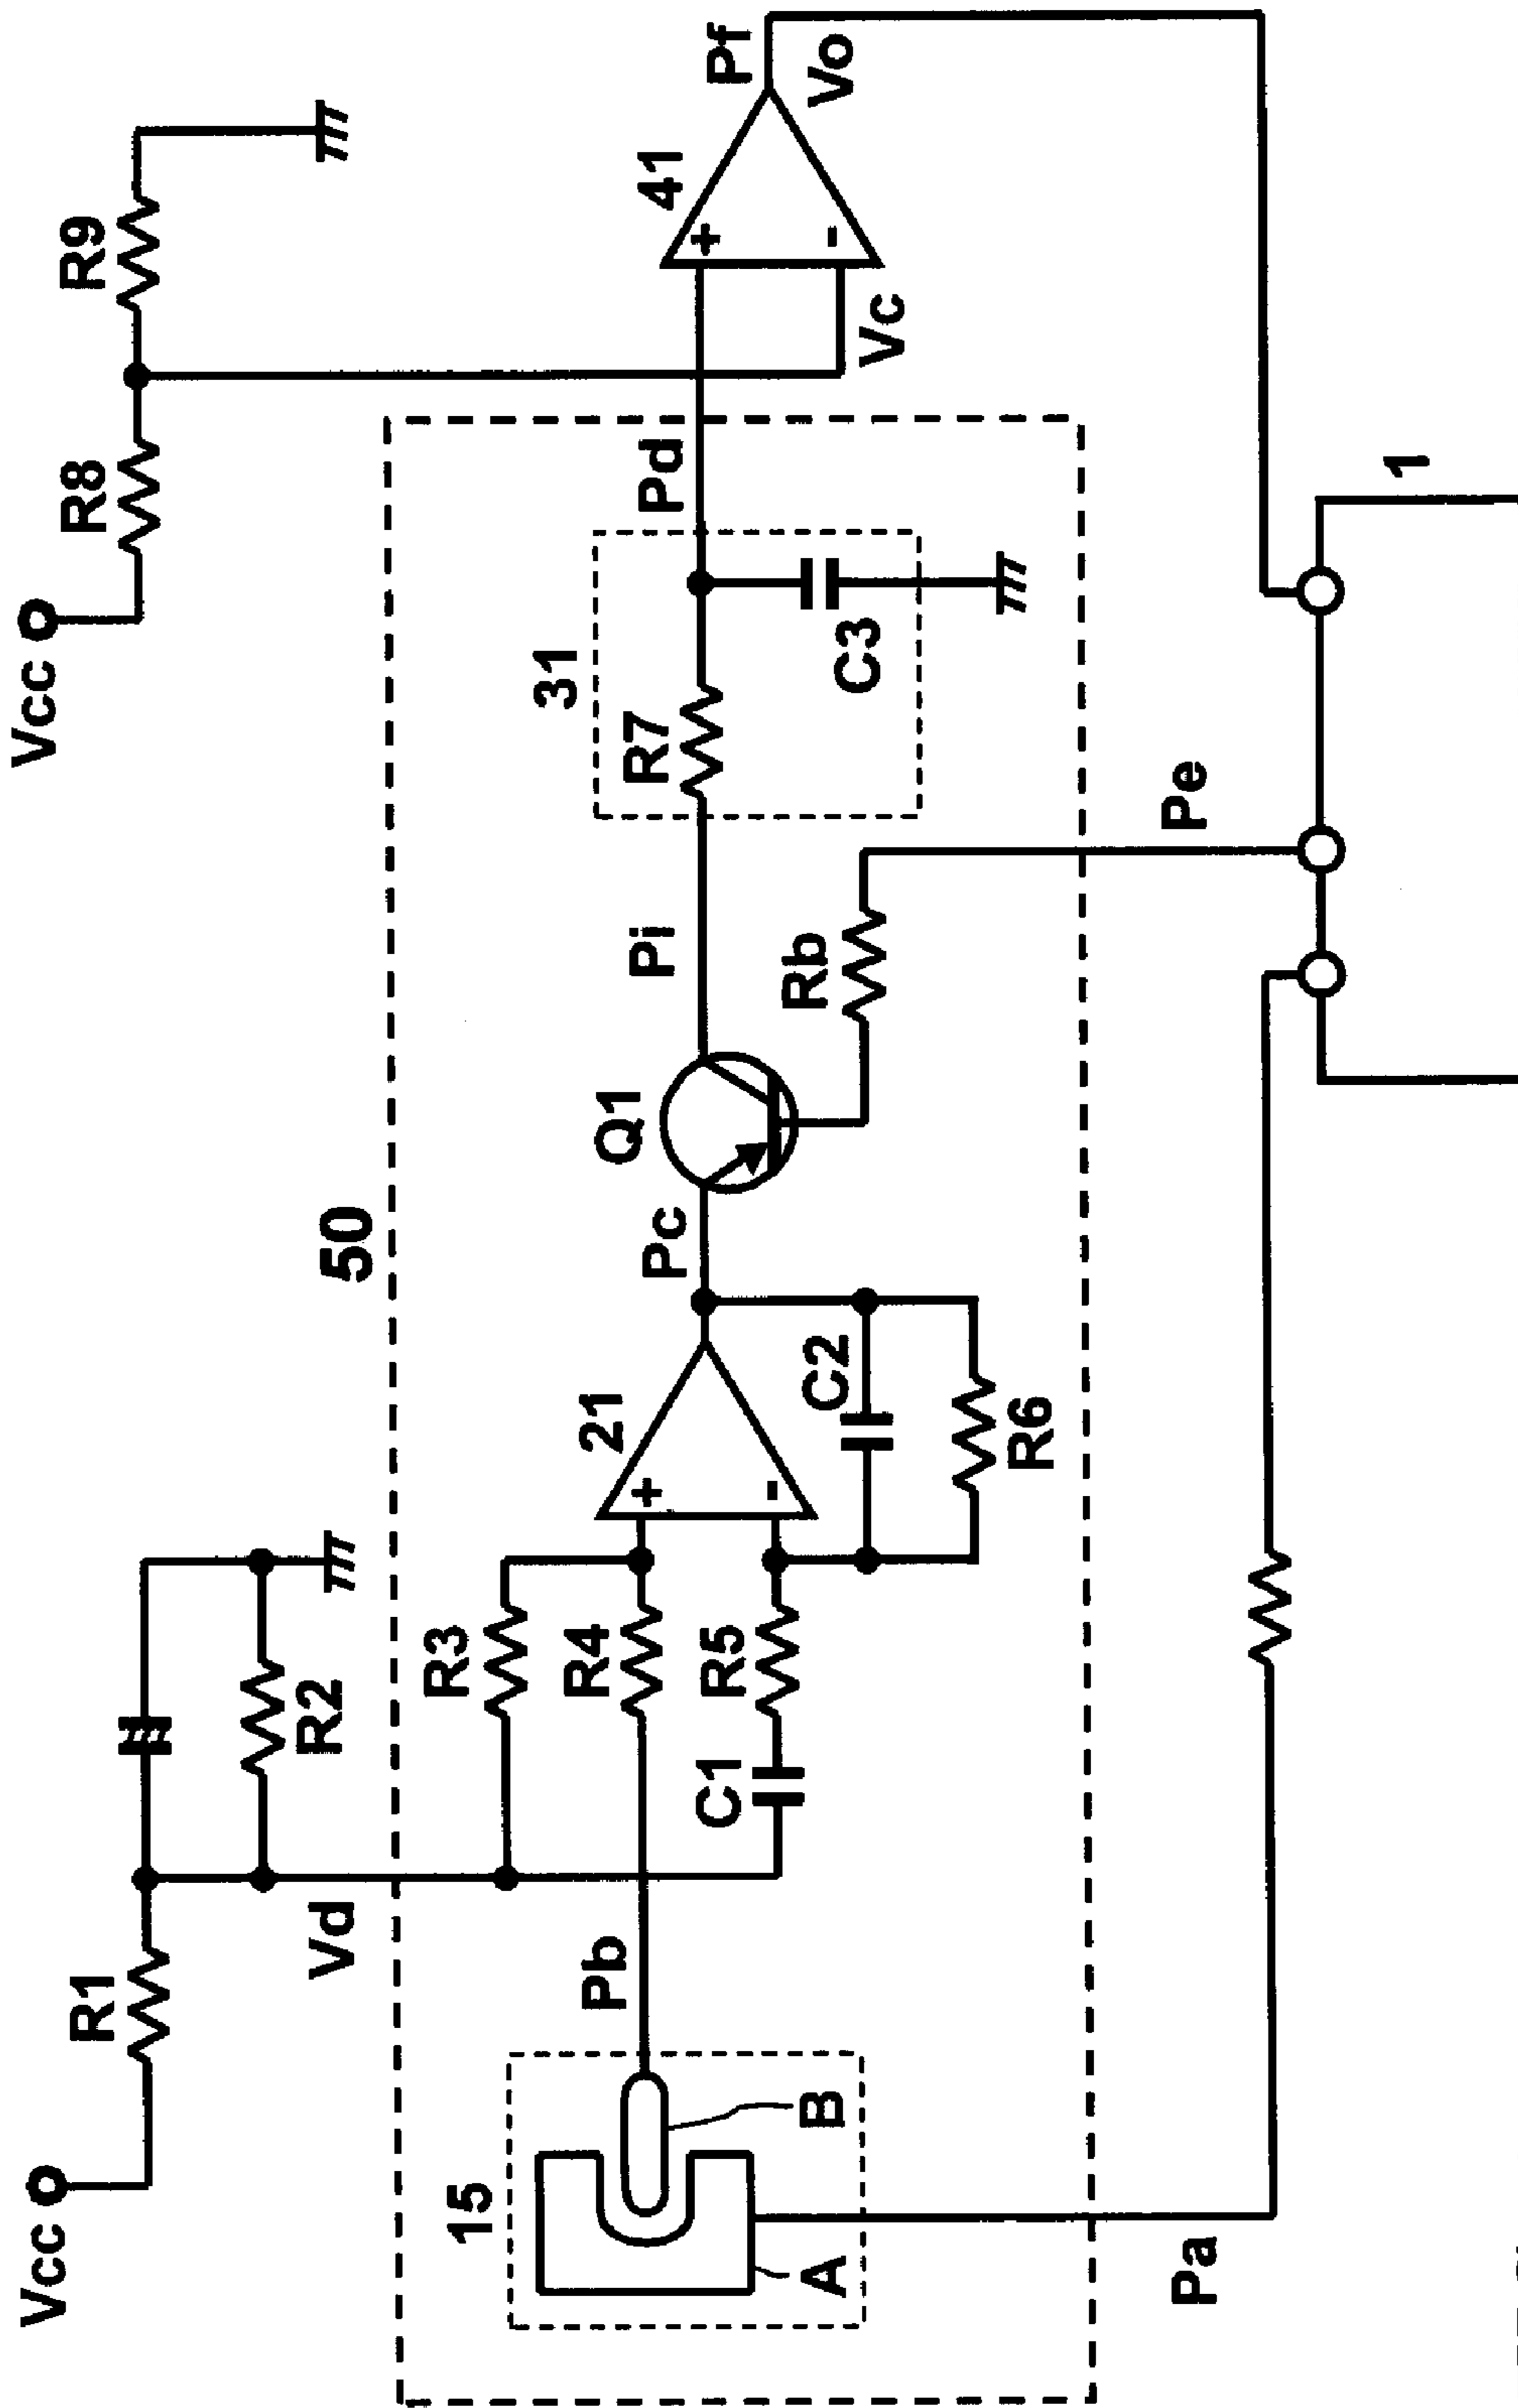 Vcc
R1
Vd
R2
Vcc
R8
R9
50
15
A
B
Pb
R3
R4
C1
R5
21
+
-
C2
R6
Pc
Q1
Pi
Rb
31
R7
C3
Pd
41
+
-
Vc
Pf
Vo
Pa
Pe
1